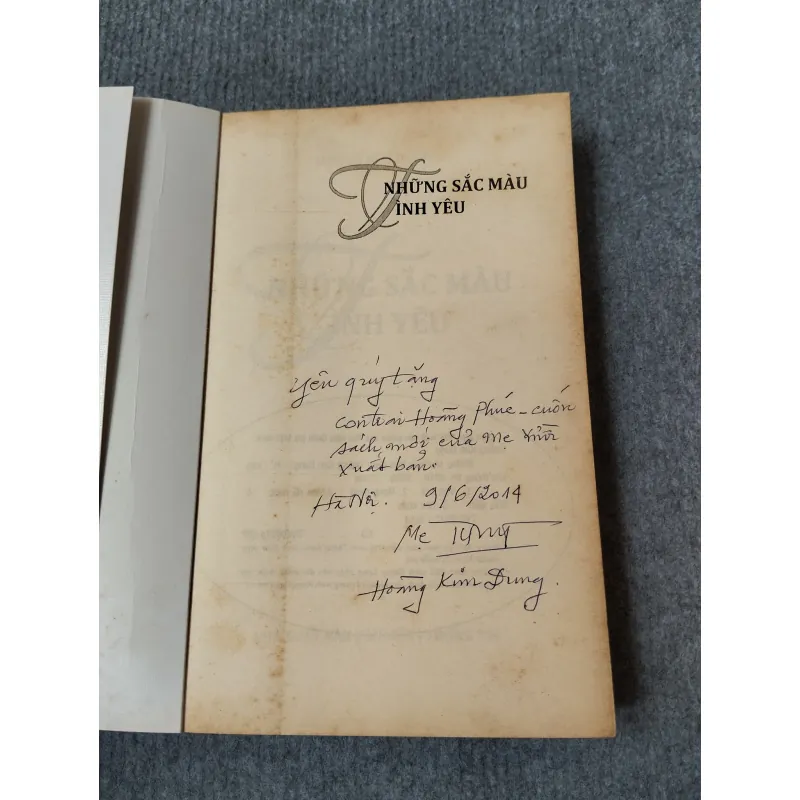 NHỮNG SẮC MÀU
TÌNH YÊU
Yêu quý tặng
con trai Hoàng Phúc - cuốn
sách mới của Mẹ vừa
xuất bản.
Hà Nội. 9/6/2014
Mẹ
Hoàng Kim Dung.